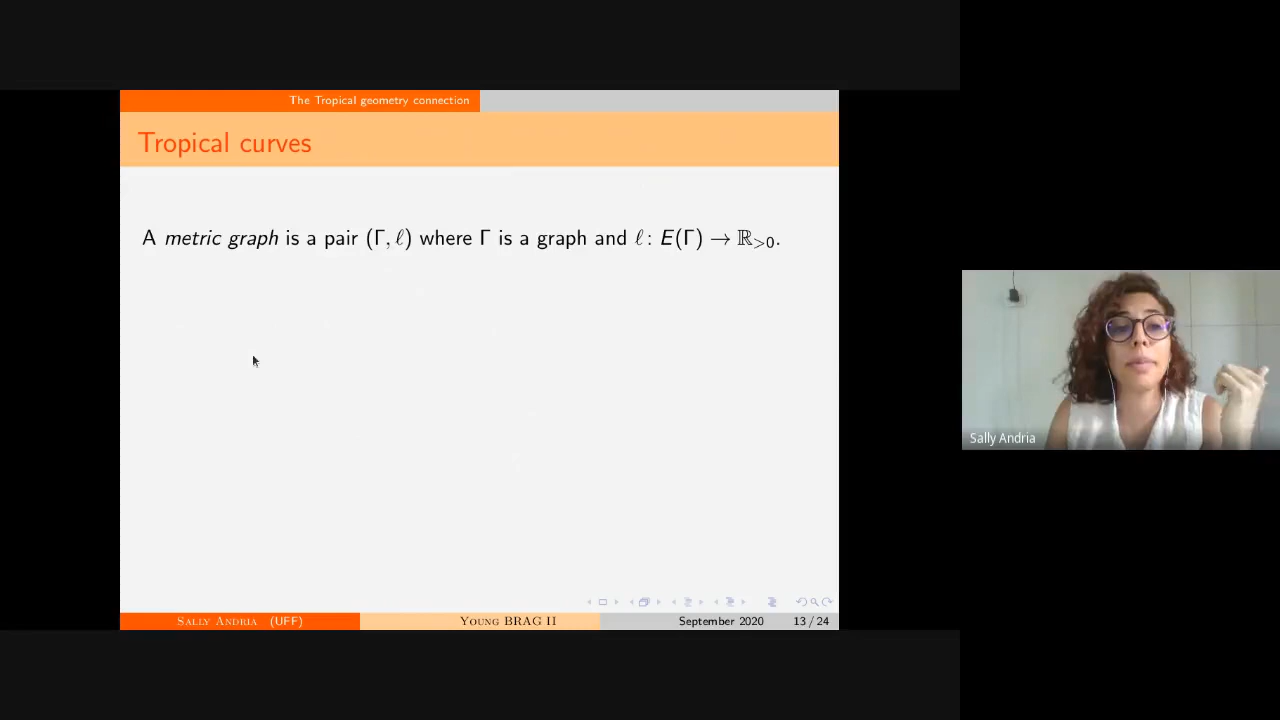 The Tropical geometry connection
Tropical curves
A metric graph is a pair (Γ, ℓ) where Γ is a graph and ℓ: E(Γ) → ℝ>0.
Sally Andria (UFF)
Young BRAG II
September 2020
13 / 24
Sally Andria